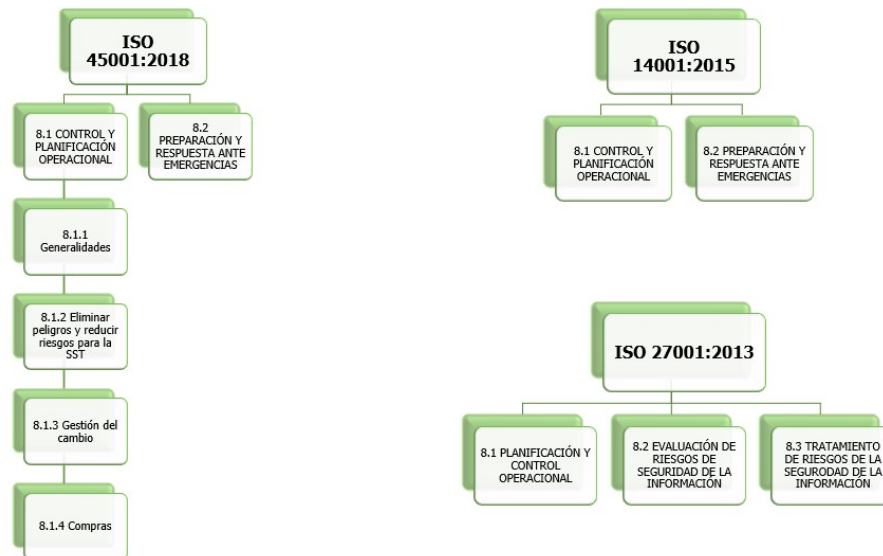 ISO
45001:2018
8.1 CONTROL Y
PLANIFICACIÓN
OPERACIONAL
8.2
PREPARACIÓN Y
RESPUESTA ANTE
EMERGENCIAS
8.1.1
Generalidades
8.1.2 Eliminar
peligros y reducir
riesgos para la
SST
8.1.3 Gestión del
cambio
8.1.4 Compras
ISO
14001:2015
8.1 CONTROL Y
PLANIFICACIÓN
OPERACIONAL
8.2 PREPARACIÓN Y
RESPUESTA ANTE
EMERGENCIAS
ISO 27001:2013
8.1 PLANIFICACIÓN Y
CONTROL
OPERACIONAL
8.2 EVALUACIÓN DE
RIESGOS DE
SEGURIDAD DE LA
INFORMACIÓN
8.3 TRATAMIENTO
DE RIESGOS DE LA
SEGURODAD DE LA
INFORMACIÓN